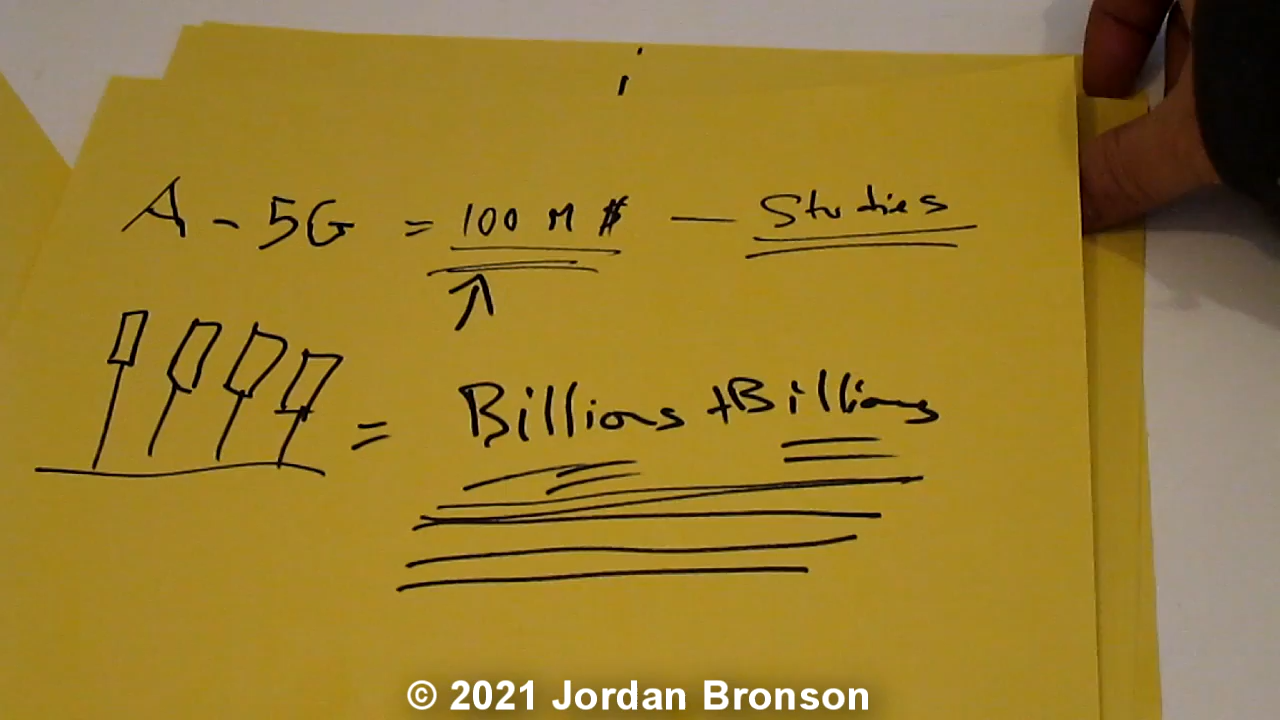 A - 5G = 100 M $ — Studies
= Billions + Billions
© 2021 Jordan Bronson